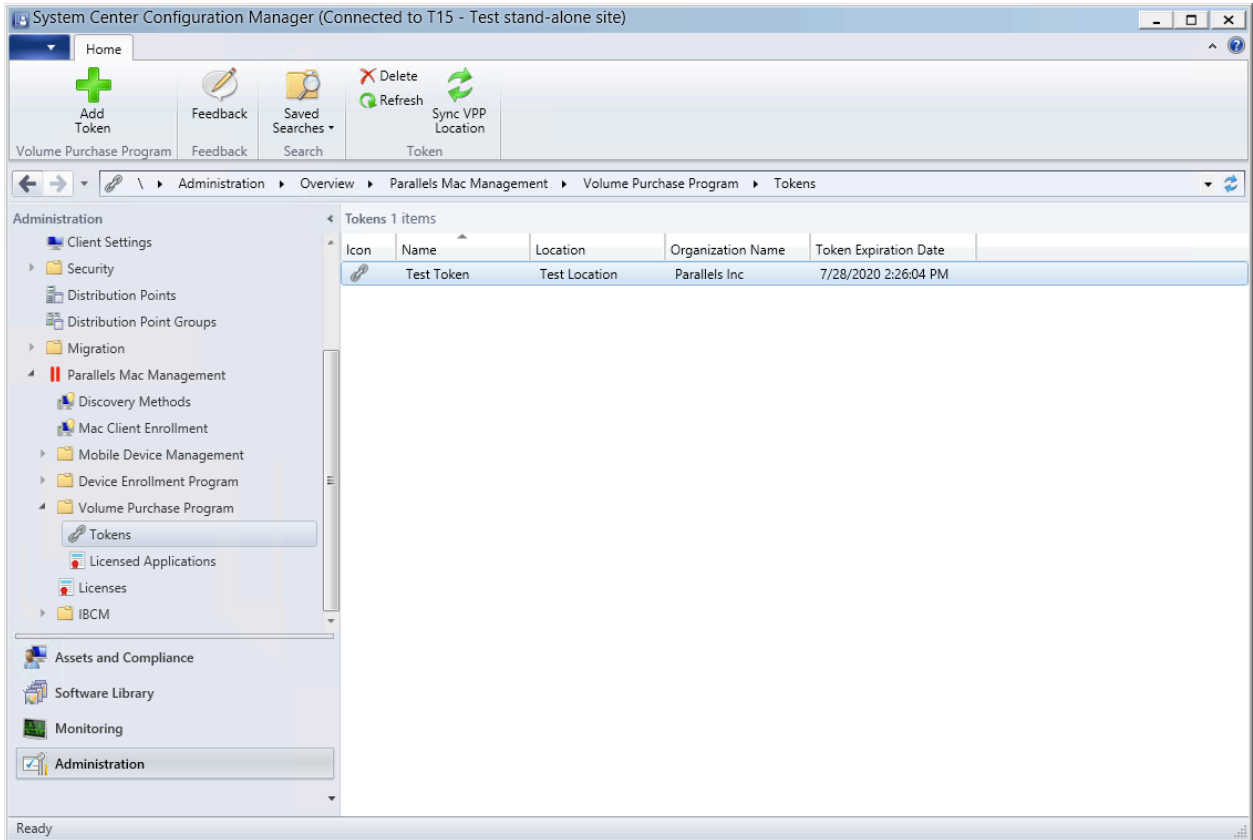 System Center Configuration Manager (Connected to T15 - Test stand-alone site)
Home
Add
Token
Feedback
Saved
Searches
Delete
Refresh
Sync VPP
Location
Volume Purchase Program
Feedback
Search
Token
\ Administration Overview Parallels Mac Management Volume Purchase Program Tokens
Administration
Client Settings
Security
Distribution Points
Distribution Point Groups
Migration
Parallels Mac Management
Discovery Methods
Mac Client Enrollment
Mobile Device Management
Device Enrollment Program
Volume Purchase Program
Tokens
Licensed Applications
Licenses
IBCM
Assets and Compliance
Software Library
Monitoring
Administration
Tokens 1 items
Icon Name Location Organization Name Token Expiration Date
Test Token Test Location Parallels Inc 7/28/2020 2:26:04 PM
Ready